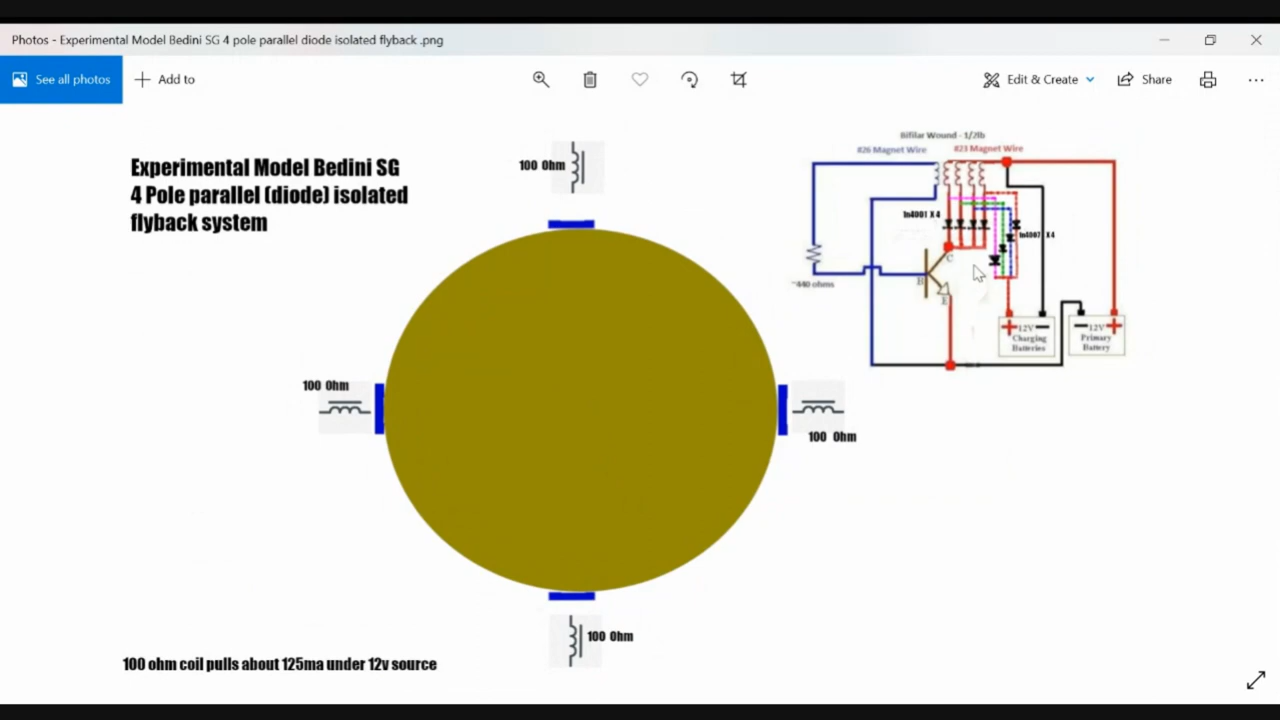 Photos - Experimental Model Bedini SG 4 pole parallel diode isolated flyback .png
See all photos
Add to
Edit & Create
Share
Experimental Model Bedini SG
4 Pole parallel (diode) isolated
flyback system
100 Ohm
Bifilar Wound - 1/2lb
#26 Magnet Wire
#23 Magnet Wire
1n4001 X 4
1n4007 X 4
C
B
E
~440 ohms
+12V-
Charging
Batteries
-12V+
Primary
Battery
100 Ohm
100 Ohm
100 Ohm
100 ohm coil pulls about 125ma under 12v source